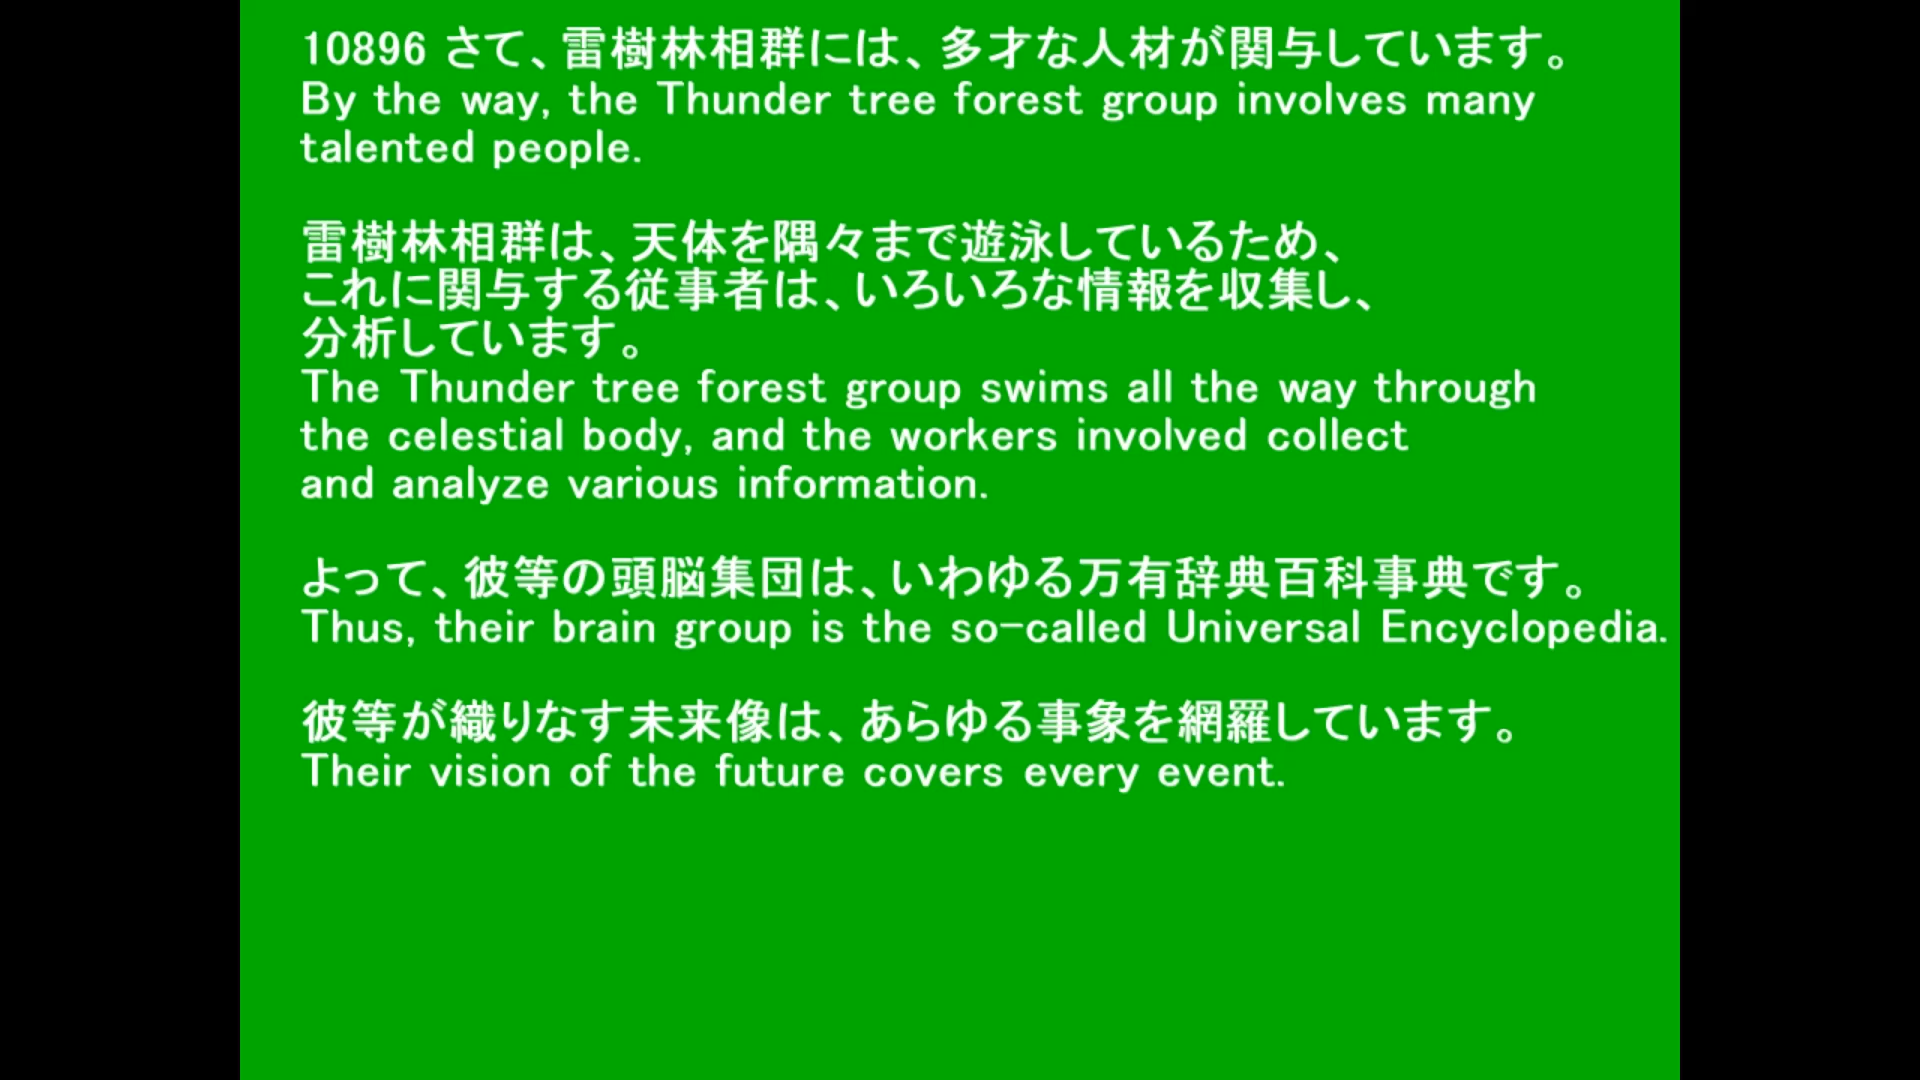 10896 さて、雷樹林相群には、多才な人材が関与しています。
By the way, the Thunder tree forest group involves many
talented people.
雷樹林相群は、天体を隅々まで遊泳しているため、
これに関与する従事者は、いろいろな情報を収集し、
分析しています。
The Thunder tree forest group swims all the way through
the celestial body, and the workers involved collect
and analyze various information.
よって、彼等の頭脳集団は、いわゆる万有辞典百科事典です。
Thus, their brain group is the so-called Universal Encyclopedia.
彼等が織りなす未来像は、あらゆる事象を網羅しています。
Their vision of the future covers every event.